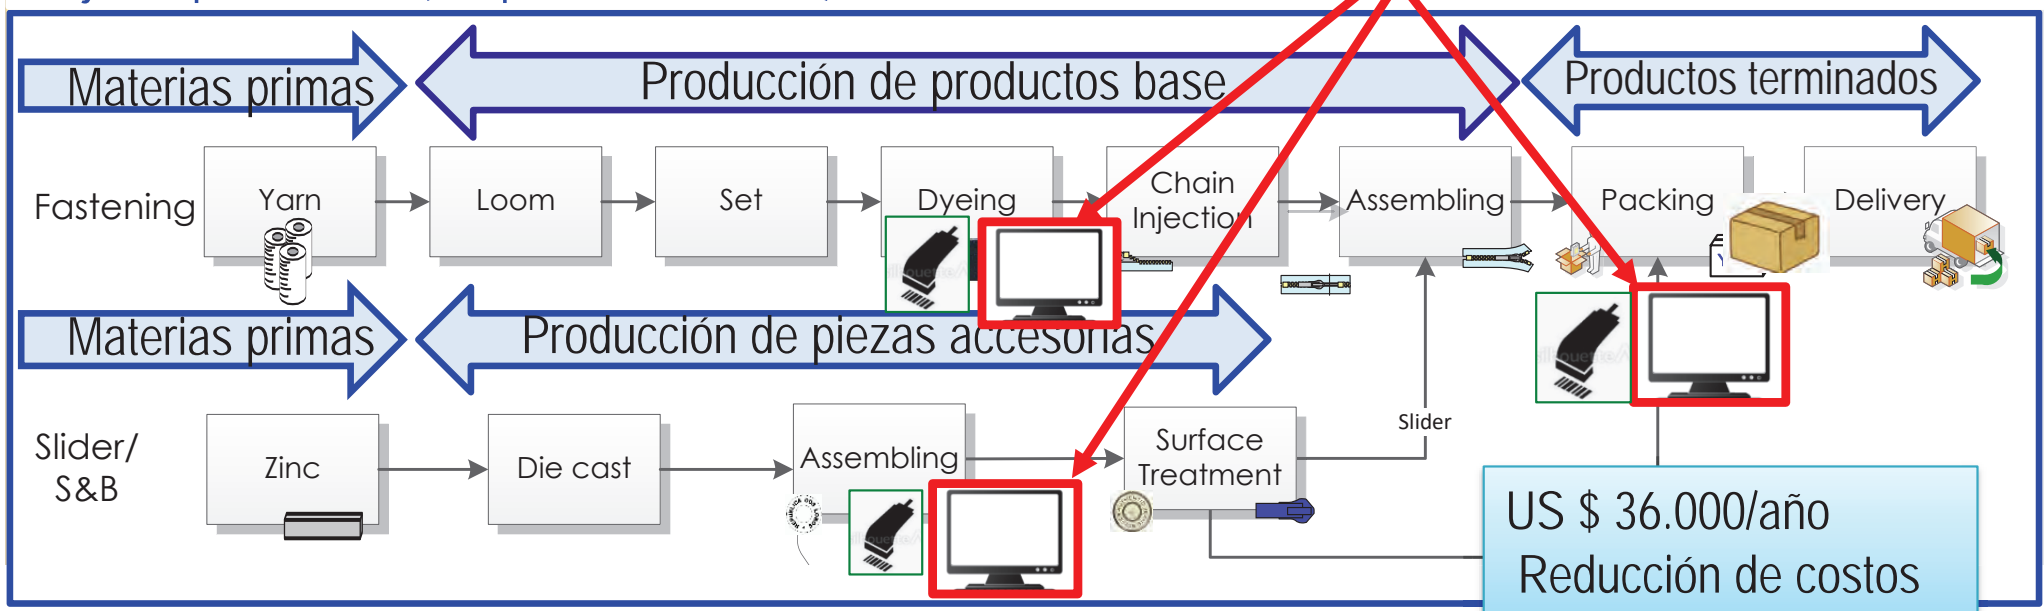 Materias primas
Producción de productos base
Productos terminados
Fastening
Yarn
Loom
Set
Dyeing
Chain
Injection
Assembling
Packing
Delivery
Materias primas
Producción de piezas accesorias
Slider/
S&B
Zinc
Die cast
Assembling
Surface
Treatment
Slider
US $ 36.000/año
Reducción de costos